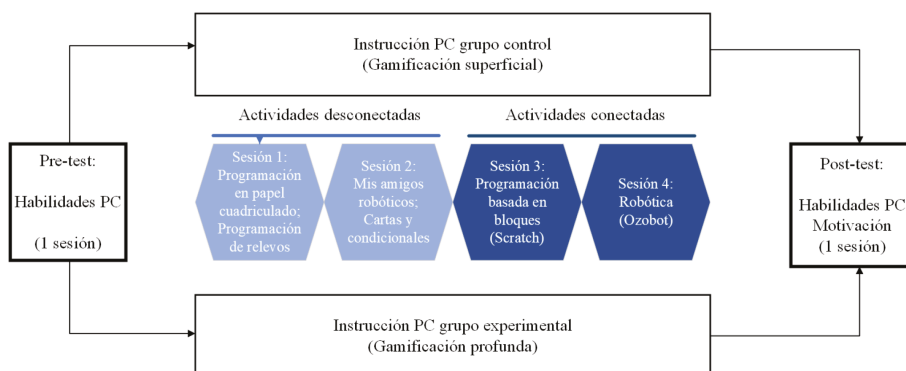 Instrucción PC grupo control
(Gamificación superficial)
Actividades desconectadas
Actividades conectadas
Pre-test:
Habilidades PC
(1 sesión)
Sesión 1:
Programación
en papel
cuadriculado;
Programación
de relevos
Sesión 2:
Mis amigos
robóticos;
Cartas y
condicionales
Sesión 3:
Programación
basada en
bloques
(Scratch)
Sesión 4:
Robótica
(Ozobot)
Post-test:
Habilidades PC
Motivación
(1 sesión)
Instrucción PC grupo experimental
(Gamificación profunda)